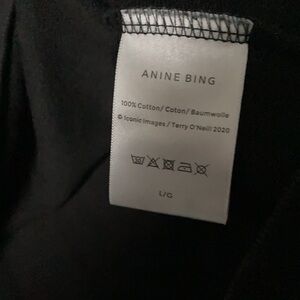 ANINE BING
100% Cotton/ Coton/ Baumwolle
© Iconic Images / Terry O'Neill 2020
L/G